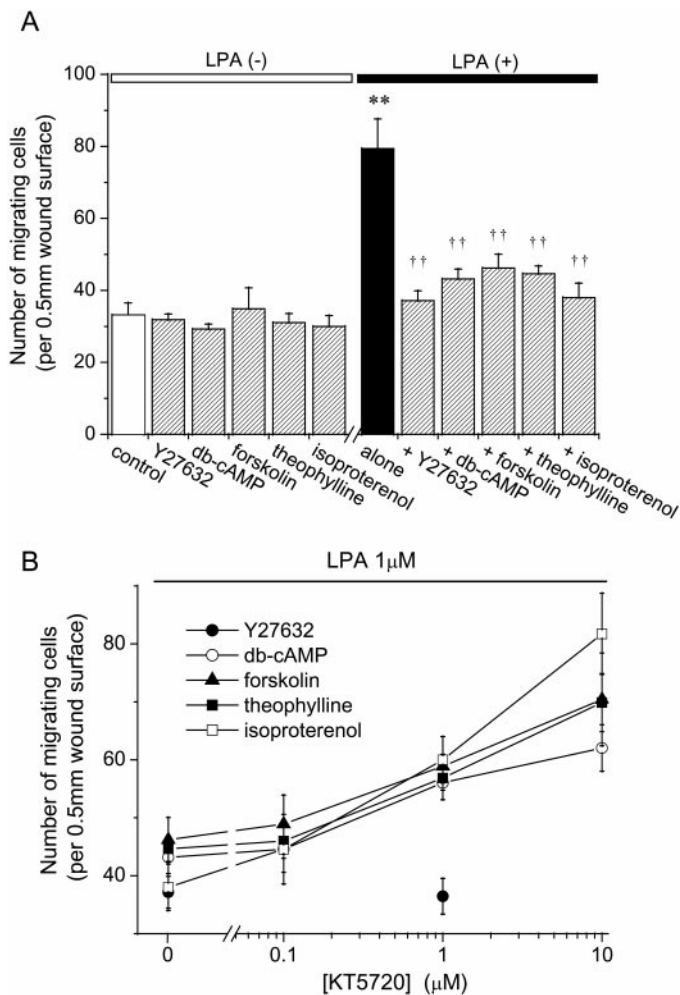 A
LPA (-)
LPA (+)
Number of migrating cells
(per 0.5mm wound surface)
100
80
60
40
20
0
**
††
††
††
††
††
control
Y27632
db-cAMP
forskolin
theophylline
isoproterenol
alone
+ Y27632
+ db-cAMP
+ forskolin
+ theophylline
+ isoproterenol
B
LPA 1μM
Number of migrating cells
(per 0.5mm wound surface)
80
60
40
Y27632
db-cAMP
forskolin
theophylline
isoproterenol
0
0.1
1
10
[KT5720] (μM)